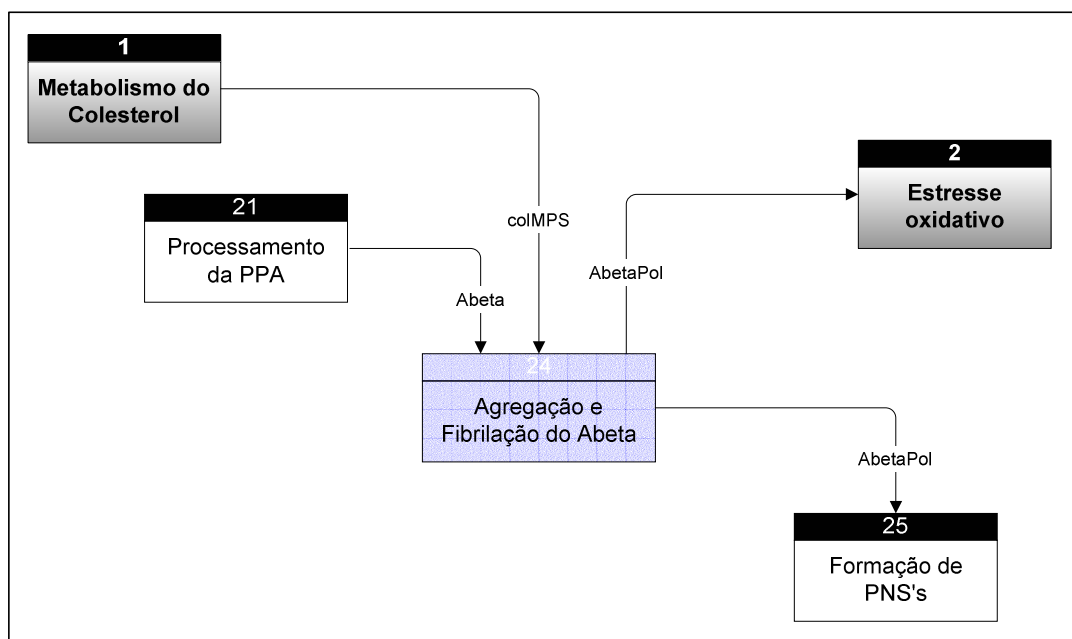 1
Metabolismo do
Colesterol
2
Estresse
oxidativo
21
Processamento
da PPA
colMPS
AbetaPol
Abeta
24
Agregação e
Fibrilação do Abeta
AbetaPol
25
Formação de
PNS's